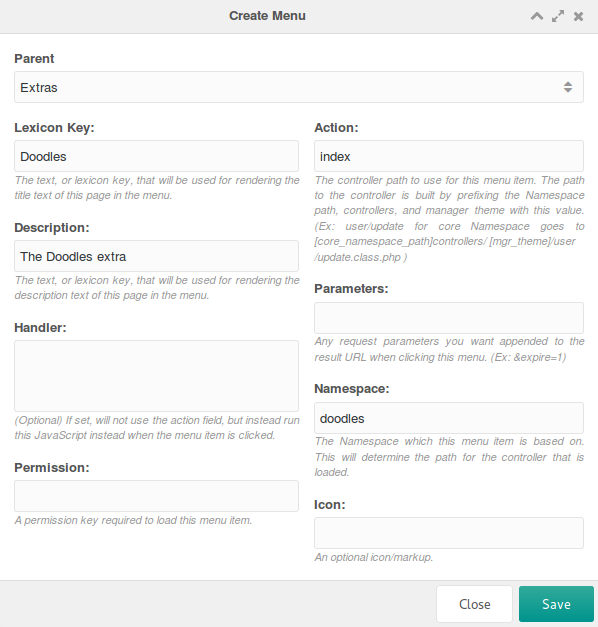 Create Menu
Parent
Extras
Lexicon Key:
Doodles
The text, or lexicon key, that will be used for rendering the
title text of this page in the menu.
Description:
The Doodles extra
The text, or lexicon key, that will be used for rendering the
description text of this page in the menu.
Handler:
(Optional) If set, will not use the action field, but instead run
this JavaScript instead when the menu item is clicked.
Permission:
A permission key required to load this menu item.
Action:
index
The controller path to use for this menu item. The path
to the controller is built by prefixing the Namespace
path, controllers, and manager theme with this value.
(Ex: user/update for core Namespace goes to
[core_namespace_path]controllers/ [mgr_theme]/user
/update.class.php )
Parameters:
Any request parameters you want appended to the
result URL when clicking this menu. (Ex: &expire=1)
Namespace:
doodles
The Namespace which this menu item is based on.
This will determine the path for the controller that is
loaded.
Icon:
An optional icon/markup.
Close
Save